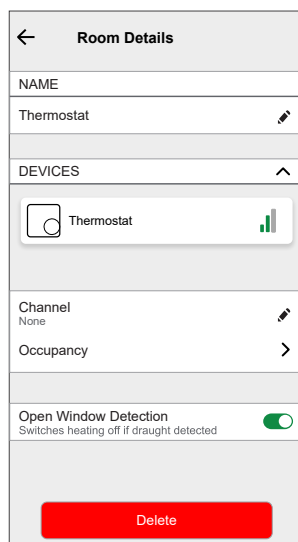 Room Details
NAME
Thermostat
DEVICES
Thermostat
Channel
None
Occupancy
Open Window Detection
Switches heating off if draught detected
Delete